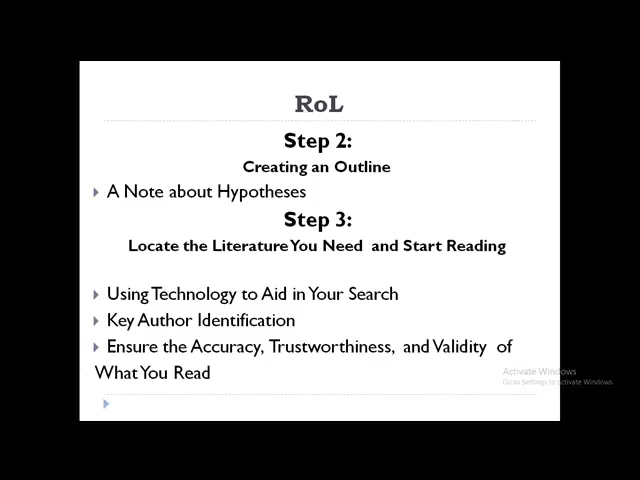 RoL
Step 2:
Creating an Outline
A Note about Hypotheses
Step 3:
Locate the Literature You Need and Start Reading
Using Technology to Aid in Your Search
Key Author Identification
Ensure the Accuracy, Trustworthiness, and Validity of
What You Read
Activate Windows
Go to Settings to activate Windows.